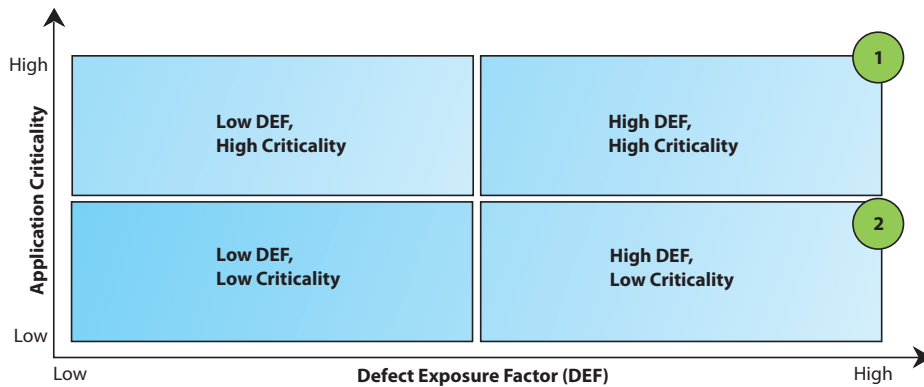 1
High
Low DEF,
High Criticality
High DEF,
High Criticality
Application Criticality
2
Low DEF,
Low Criticality
High DEF,
Low Criticality
Low
Low
Defect Exposure Factor (DEF)
High